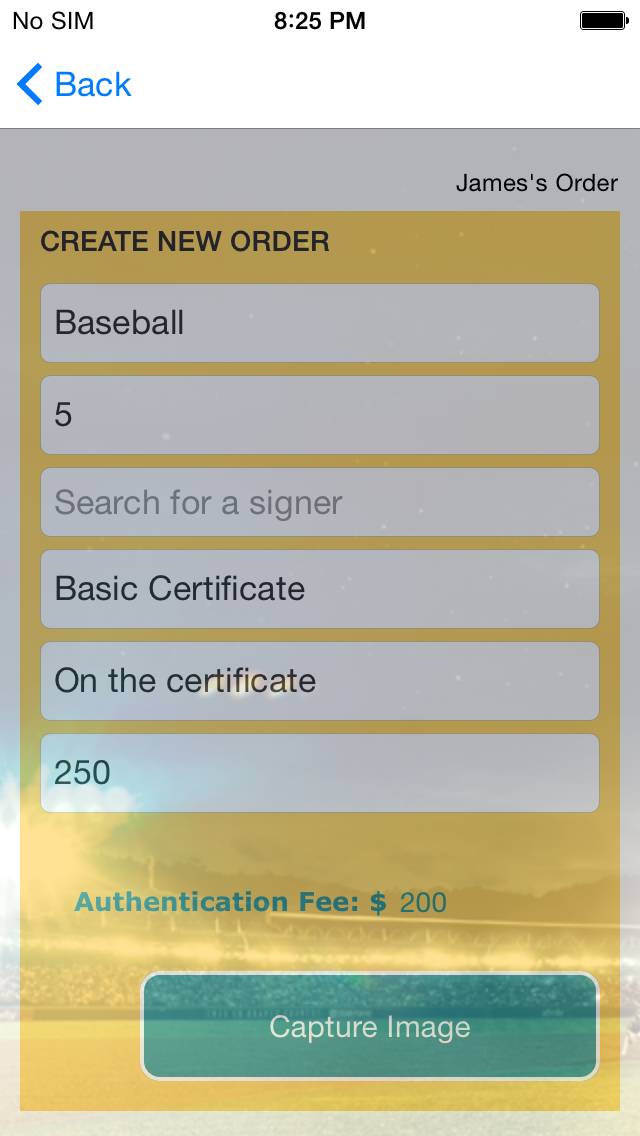 No SIM 8:25 PM
Back
James's Order
CREATE NEW ORDER
Baseball
5
Search for a signer
Basic Certificate
On the certificate
250
Authentication Fee: $ 200
Capture Image